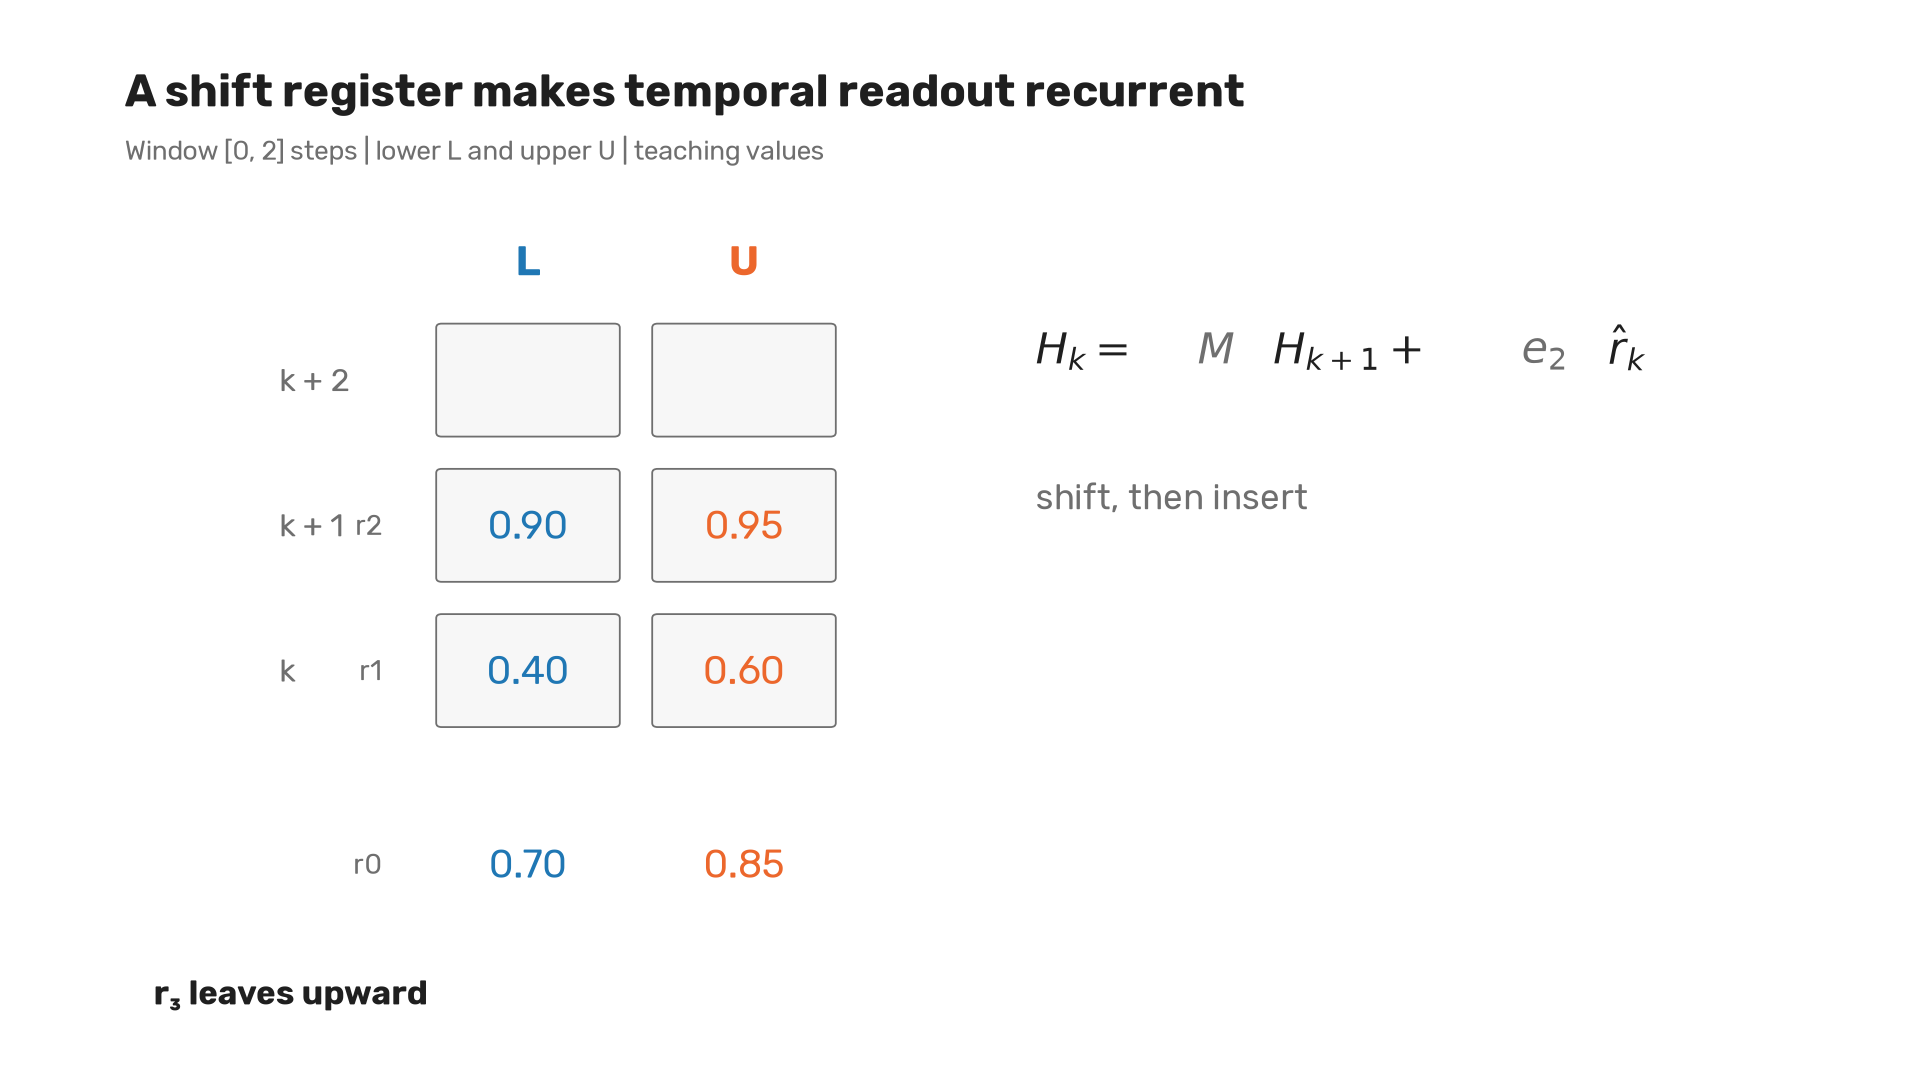 A shift register makes temporal readout recurrent
Window [0, 2] steps | lower L and upper U | teaching values
L U
k + 2
k + 1 r2 0.90 0.95
k r1 0.40 0.60
r0 0.70 0.85
r₃ leaves upward
H_k = M H_{k+1} + e₂ r̂_k
shift, then insert